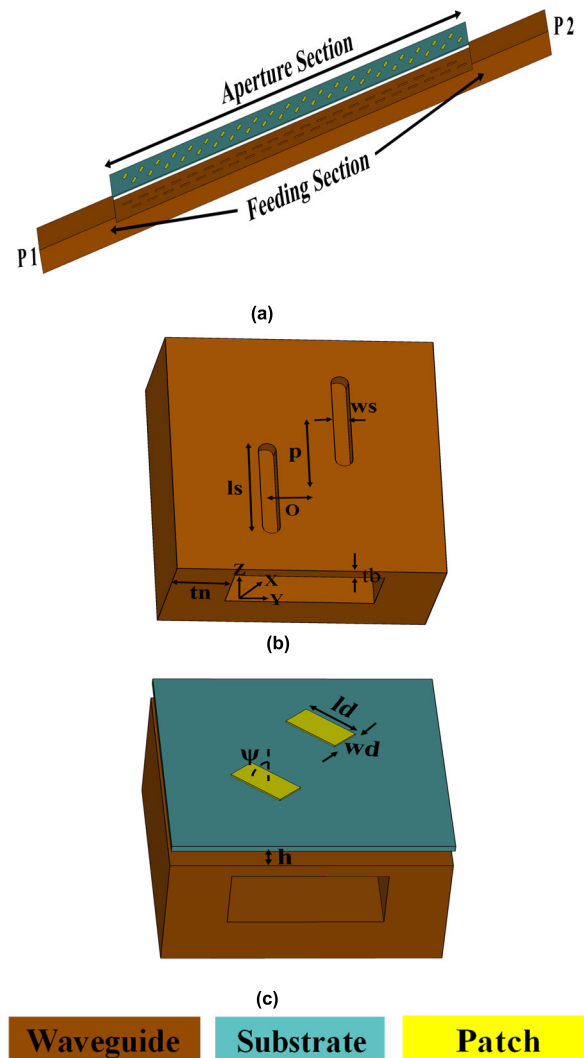 P 2
Aperture Section
Feeding Section
P 1
(a)
ws
p
ls
O
Z
X
tb
tn
Y
(b)
ld
wd
ψ
h
(c)
Waveguide
Substrate
Patch